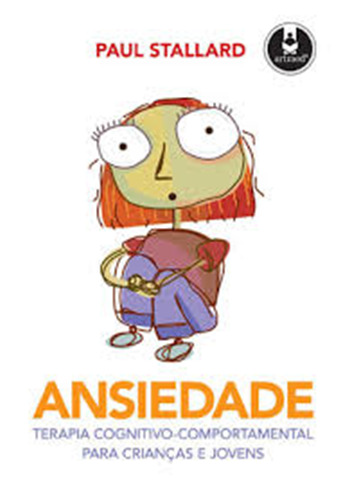 PAUL STALLARD
artmed®
ANSIEDADE
TERAPIA COGNITIVO-COMPORTAMENTAL
PARA CRIANÇAS E JOVENS